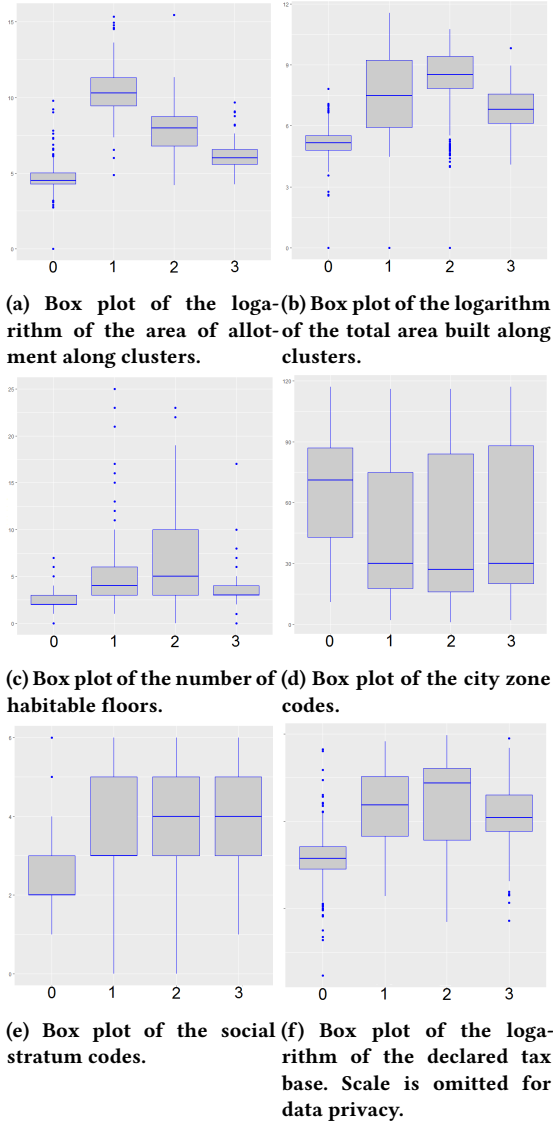 15
10
5
0
0 1 2 3
12
9
6
3
0
0 1 2 3
(a) Box plot of the loga-
rithm of the area of allot-
ment along clusters.
(b) Box plot of the logarithm
of the total area built along
clusters.
25
20
15
10
5
0
0 1 2 3
120
90
60
30
0
0 1 2 3
(c) Box plot of the number of
habitable floors.
(d) Box plot of the city zone
codes.
6
4
2
0
0 1 2 3
0 1 2 3
(e) Box plot of the social
stratum codes.
(f) Box plot of the loga-
rithm of the declared tax
base. Scale is omitted for
data privacy.